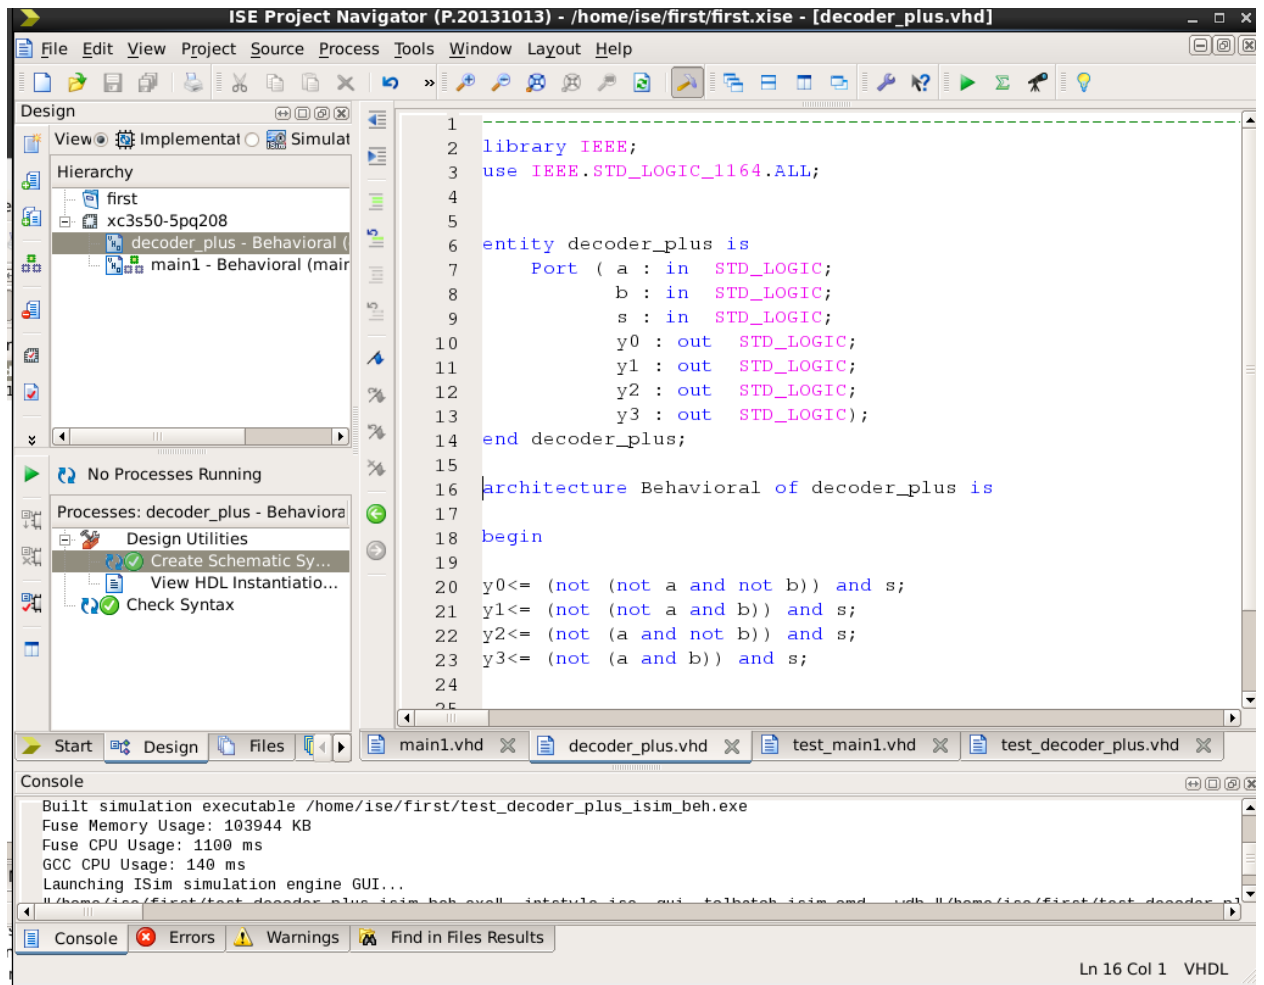 ISE Project Navigator (P.20131013) - /home/ise/first/first.xise - [decoder_plus.vhd]
File Edit View Project Source Process Tools Window Layout Help
Design
View Implementat Simulat
Hierarchy
first
xc3s50-5pq208
decoder_plus - Behavioral (
main1 - Behavioral (mair
No Processes Running
Processes: decoder_plus - Behaviora
Design Utilities
Create Schematic Sy...
View HDL Instantiatio...
Check Syntax
Start Design Files
1 --------------------------------------------------------------------------------
2 library IEEE;
3 use IEEE.STD_LOGIC_1164.ALL;
4
5
6 entity decoder_plus is
7 Port ( a : in STD_LOGIC;
8 b : in STD_LOGIC;
9 s : in STD_LOGIC;
10 y0 : out STD_LOGIC;
11 y1 : out STD_LOGIC;
12 y2 : out STD_LOGIC;
13 y3 : out STD_LOGIC);
14 end decoder_plus;
15
16 architecture Behavioral of decoder_plus is
17
18 begin
19
20 y0<= (not (not a and not b)) and s;
21 y1<= (not (not a and b)) and s;
22 y2<= (not (a and not b)) and s;
23 y3<= (not (a and b)) and s;
24
25
main1.vhd decoder_plus.vhd test_main1.vhd test_decoder_plus.vhd
Console
Built simulation executable /home/ise/first/test_decoder_plus_isim_beh.exe
Fuse Memory Usage: 103944 KB
Fuse CPU Usage: 1100 ms
GCC CPU Usage: 140 ms
Launching ISim simulation engine GUI...
Console Errors Warnings Find in Files Results
Ln 16 Col 1 VHDL